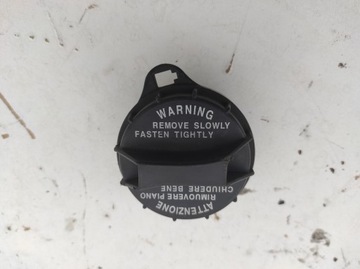 WARNING
REMOVE SLOWLY
FASTEN TIGHTLY
ATTENZIONE
RIMUOVERE PIANO
CHIUDERE BENE